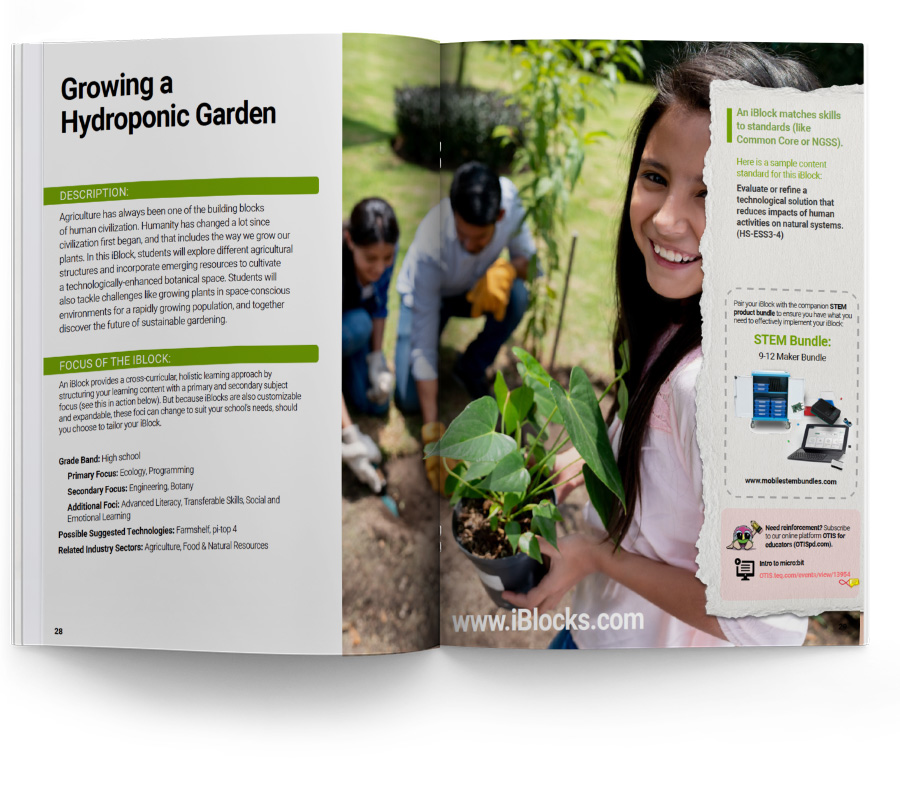 Growing a
Hydroponic Garden
DESCRIPTION:
Agriculture has always been one of the building blocks
of human civilization. Humanity has changed a lot since
civilization first began, and that includes the way we grow our
plants. In this iBlock, students will explore different agricultural
structures and incorporate emerging resources to cultivate
a technologically-enhanced botanical space. Students will
also tackle challenges like growing plants in space-conscious
environments for a rapidly growing population, and together
discover the future of sustainable gardening.
FOCUS OF THE IBLOCK:
An iBlock provides a cross-curricular, holistic learning approach by
structuring your learning content with a primary and secondary subject
focus (see this in action below). But because iBlocks are also customizable
and expandable, these foci can change to suit your school's needs, should
you choose to tailor your iBlock.
Grade Band: High school
Primary Focus: Ecology, Programming
Secondary Focus: Engineering, Botany
Additional Foci: Advanced Literacy, Transferable Skills, Social and
Emotional Learning
Possible Suggested Technologies: Farmshelf, pi-top 4
Related Industry Sectors: Agriculture, Food & Natural Resources
28
An iBlock matches skills
to standards (like
Common Core or NGSS).
Here is a sample content
standard for this iBlock:
Evaluate or refine a
technological solution that
reduces impacts of human
activities on natural systems.
(HS-ESS3-4)
Pair your iBlock with the companion STEM
product bundle to ensure you have what you
need to effectively implement your iBlock:
STEM Bundle:
9-12 Maker Bundle
www.mobilestembundles.com
Need reinforcement? Subscribe
to our online platform OTIS for
educators (OTISpd.com).
Intro to micro:bit
OTIS.teq.com/events/view/13954
www.iBlocks.com